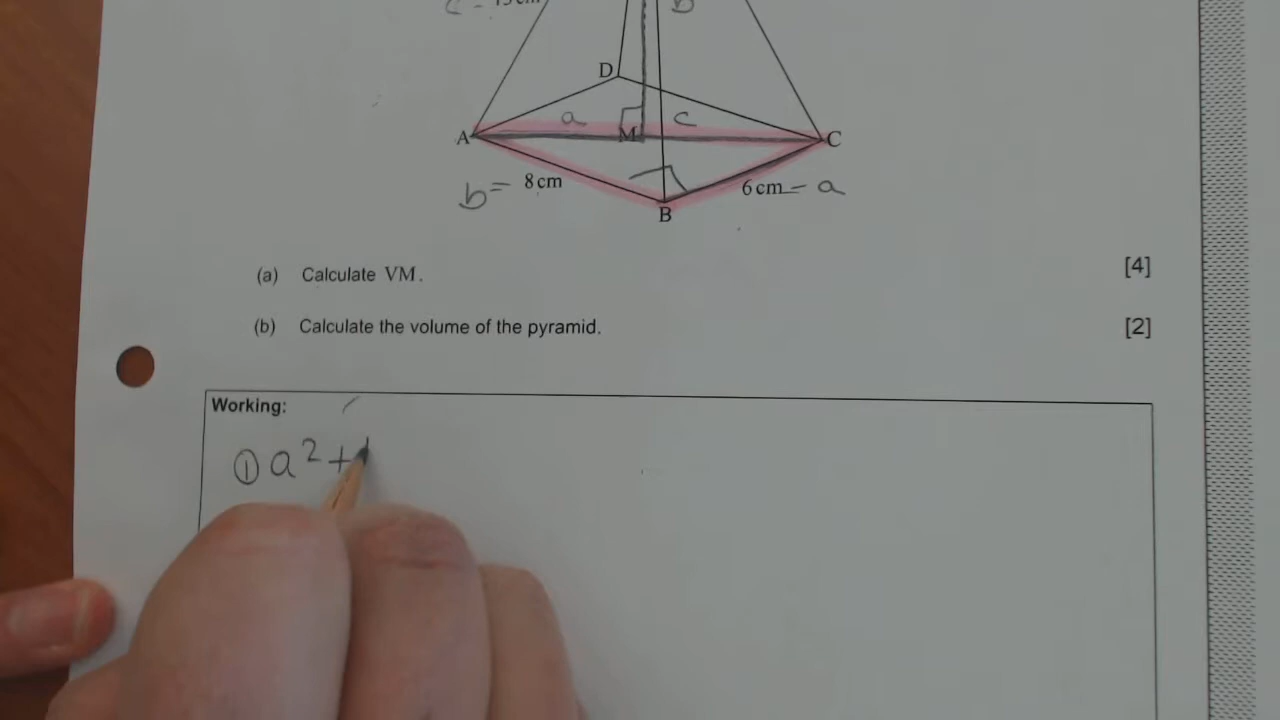 D
a
c
A
M
C
b= 8 cm
6 cm - a
B
(a) Calculate VM. [4]
(b) Calculate the volume of the pyramid. [2]
Working:
① a² +